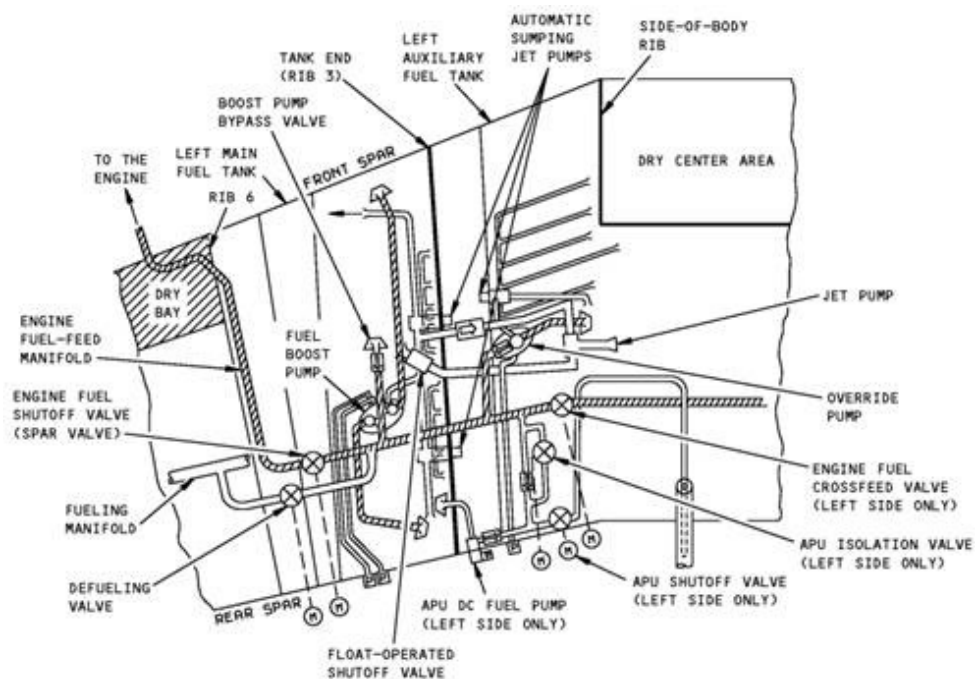 AUTOMATIC
SUMPING
JET PUMPS
SIDE-OF-BODY
RIB
LEFT
AUXILIARY
FUEL TANK
TANK END
(RIB 3)
BOOST PUMP
BYPASS VALVE
TO THE
ENGINE
LEFT MAIN
FUEL TANK
FRONT SPAR
RIB 6
DRY CENTER AREA
DRY
BAY
JET PUMP
ENGINE
FUEL-FEED
MANIFOLD
FUEL
BOOST
PUMP
ENGINE FUEL
SHUTOFF VALVE
(SPAR VALVE)
OVERRIDE
PUMP
ENGINE FUEL
CROSSFEED VALVE
(LEFT SIDE ONLY)
FUELING
MANIFOLD
APU ISOLATION VALVE
(LEFT SIDE ONLY)
DEFUELING
VALVE
REAR SPAR
M
M
M
M
M
APU SHUTOFF VALVE
(LEFT SIDE ONLY)
APU DC FUEL PUMP
(LEFT SIDE ONLY)
FLOAT-OPERATED
SHUTOFF VALVE